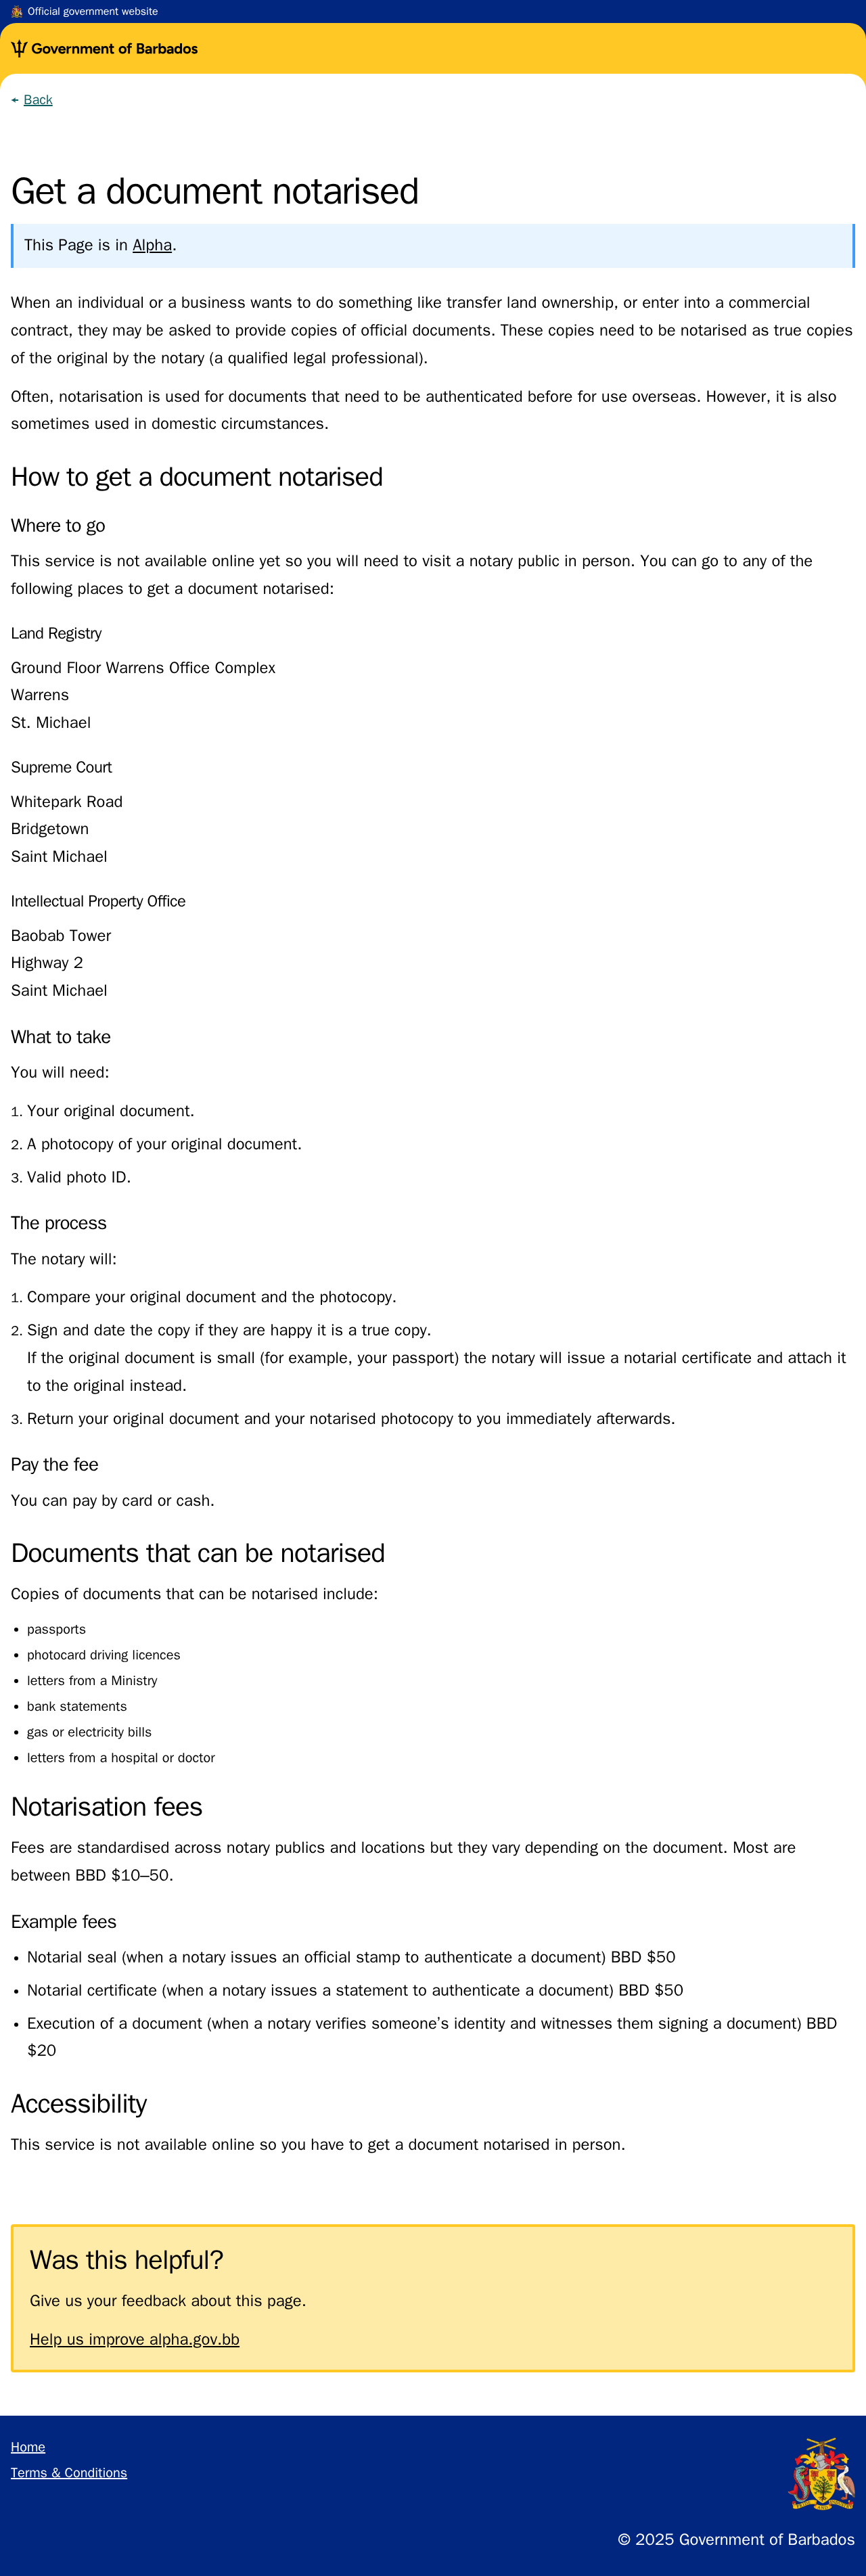 Official government website
Government of Barbados
Back
Get a document notarised
This Page is in Alpha.
When an individual or a business wants to do something like transfer land ownership, or enter into a commercial
contract, they may be asked to provide copies of official documents. These copies need to be notarised as true copies
of the original by the notary (a qualified legal professional).
Often, notarisation is used for documents that need to be authenticated before for use overseas. However, it is also
sometimes used in domestic circumstances.
How to get a document notarised
Where to go
This service is not available online yet so you will need to visit a notary public in person. You can go to any of the
following places to get a document notarised:
Land Registry
Ground Floor Warrens Office Complex
Warrens
St. Michael
Supreme Court
Whitepark Road
Bridgetown
Saint Michael
Intellectual Property Office
Baobab Tower
Highway 2
Saint Michael
What to take
You will need:
1. Your original document.
2. A photocopy of your original document.
3. Valid photo ID.
The process
The notary will:
1. Compare your original document and the photocopy.
2. Sign and date the copy if they are happy it is a true copy.
If the original document is small (for example, your passport) the notary will issue a notarial certificate and attach it
to the original instead.
3. Return your original document and your notarised photocopy to you immediately afterwards.
Pay the fee
You can pay by card or cash.
Documents that can be notarised
Copies of documents that can be notarised include:
• passports
• photocard driving licences
• letters from a Ministry
• bank statements
• gas or electricity bills
• letters from a hospital or doctor
Notarisation fees
Fees are standardised across notary publics and locations but they vary depending on the document. Most are
between BBD $10–50.
Example fees
• Notarial seal (when a notary issues an official stamp to authenticate a document) BBD $50
• Notarial certificate (when a notary issues a statement to authenticate a document) BBD $50
• Execution of a document (when a notary verifies someone’s identity and witnesses them signing a document) BBD
$20
Accessibility
This service is not available online so you have to get a document notarised in person.
Was this helpful?
Give us your feedback about this page.
Help us improve alpha.gov.bb
Home
Terms & Conditions
© 2025 Government of Barbados